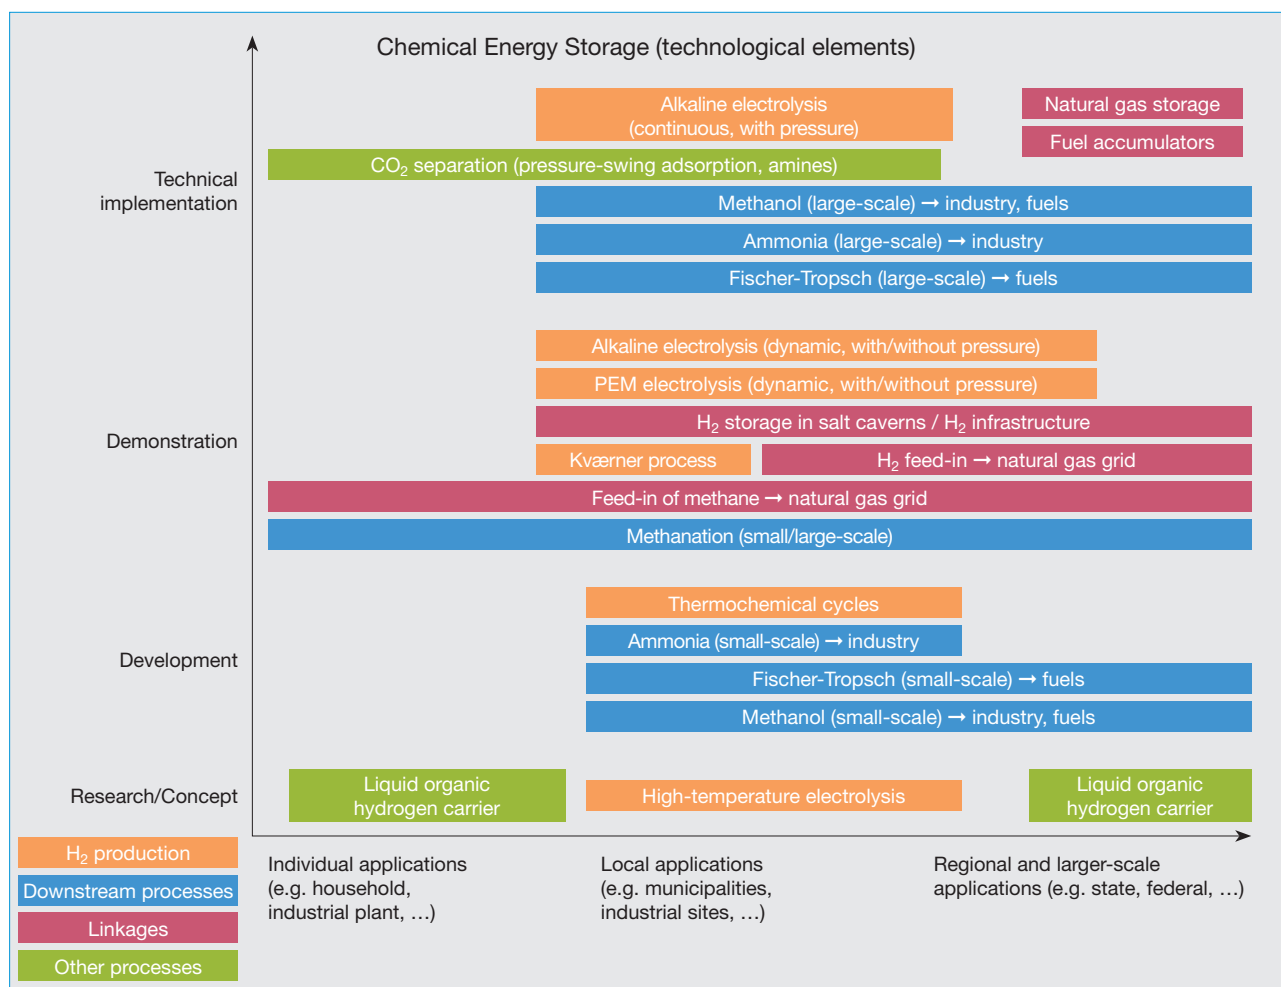 Chemical Energy Storage (technological elements)
Technical
implementation
Alkaline electrolysis
(continuous, with pressure)
Natural gas storage
Fuel accumulators
CO₂ separation (pressure-swing adsorption, amines)
Methanol (large-scale) → industry, fuels
Ammonia (large-scale) → industry
Fischer-Tropsch (large-scale) → fuels
Demonstration
Alkaline electrolysis (dynamic, with/without pressure)
PEM electrolysis (dynamic, with/without pressure)
H₂ storage in salt caverns / H₂ infrastructure
Kværner process
H₂ feed-in → natural gas grid
Feed-in of methane → natural gas grid
Methanation (small/large-scale)
Development
Thermochemical cycles
Ammonia (small-scale) → industry
Fischer-Tropsch (small-scale) → fuels
Methanol (small-scale) → industry, fuels
Research/Concept
Liquid organic
hydrogen carrier
High-temperature electrolysis
Liquid organic
hydrogen carrier
Individual applications
(e.g. household,
industrial plant, …)
Local applications
(e.g. municipalities,
industrial sites, …)
Regional and larger-scale
applications (e.g. state, federal, …)
H₂ production
Downstream processes
Linkages
Other processes